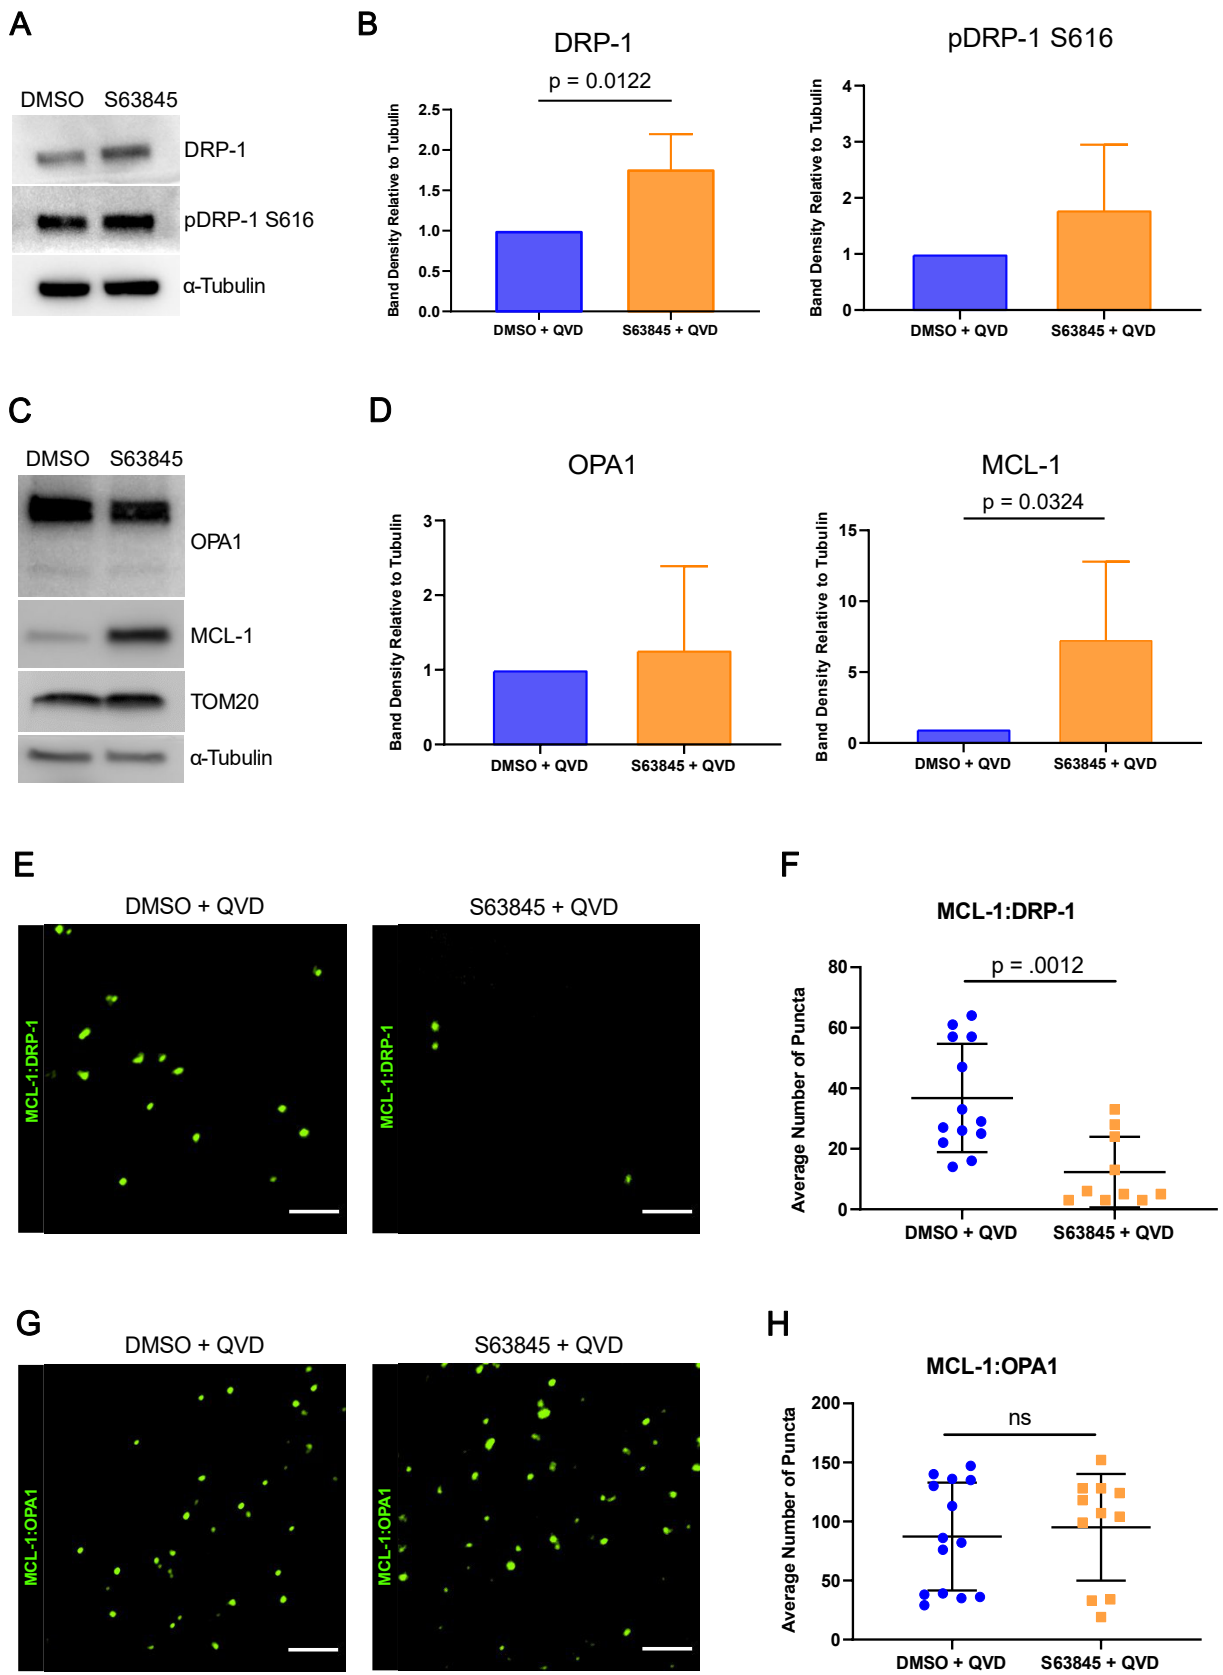 A
DMSO S63845
DRP-1
pDRP-1 S616
α-Tubulin
B
DRP-1
p = 0.0122
Band Density Relative to Tubulin
2.5
2.0
1.5
1.0
0.5
0.0
DMSO + QVD S63845 + QVD
pDRP-1 S616
Band Density Relative to Tubulin
4
3
2
1
0
DMSO + QVD S63845 + QVD
C
DMSO S63845
OPA1
MCL-1
TOM20
α-Tubulin
D
OPA1
Band Density Relative to Tubulin
3
2
1
0
DMSO + QVD S63845 + QVD
MCL-1
p = 0.0324
Band Density Relative to Tubulin
15
10
5
0
DMSO + QVD S63845 + QVD
E
DMSO + QVD S63845 + QVD
MCL-1:DRP-1
MCL-1:DRP-1
F
MCL-1:DRP-1
p = .0012
Average Number of Puncta
80
60
40
20
0
DMSO + QVD S63845 + QVD
G
DMSO + QVD S63845 + QVD
MCL-1:OPA1
MCL-1:OPA1
H
MCL-1:OPA1
ns
Average Number of Puncta
200
150
100
50
0
DMSO + QVD S63845 + QVD